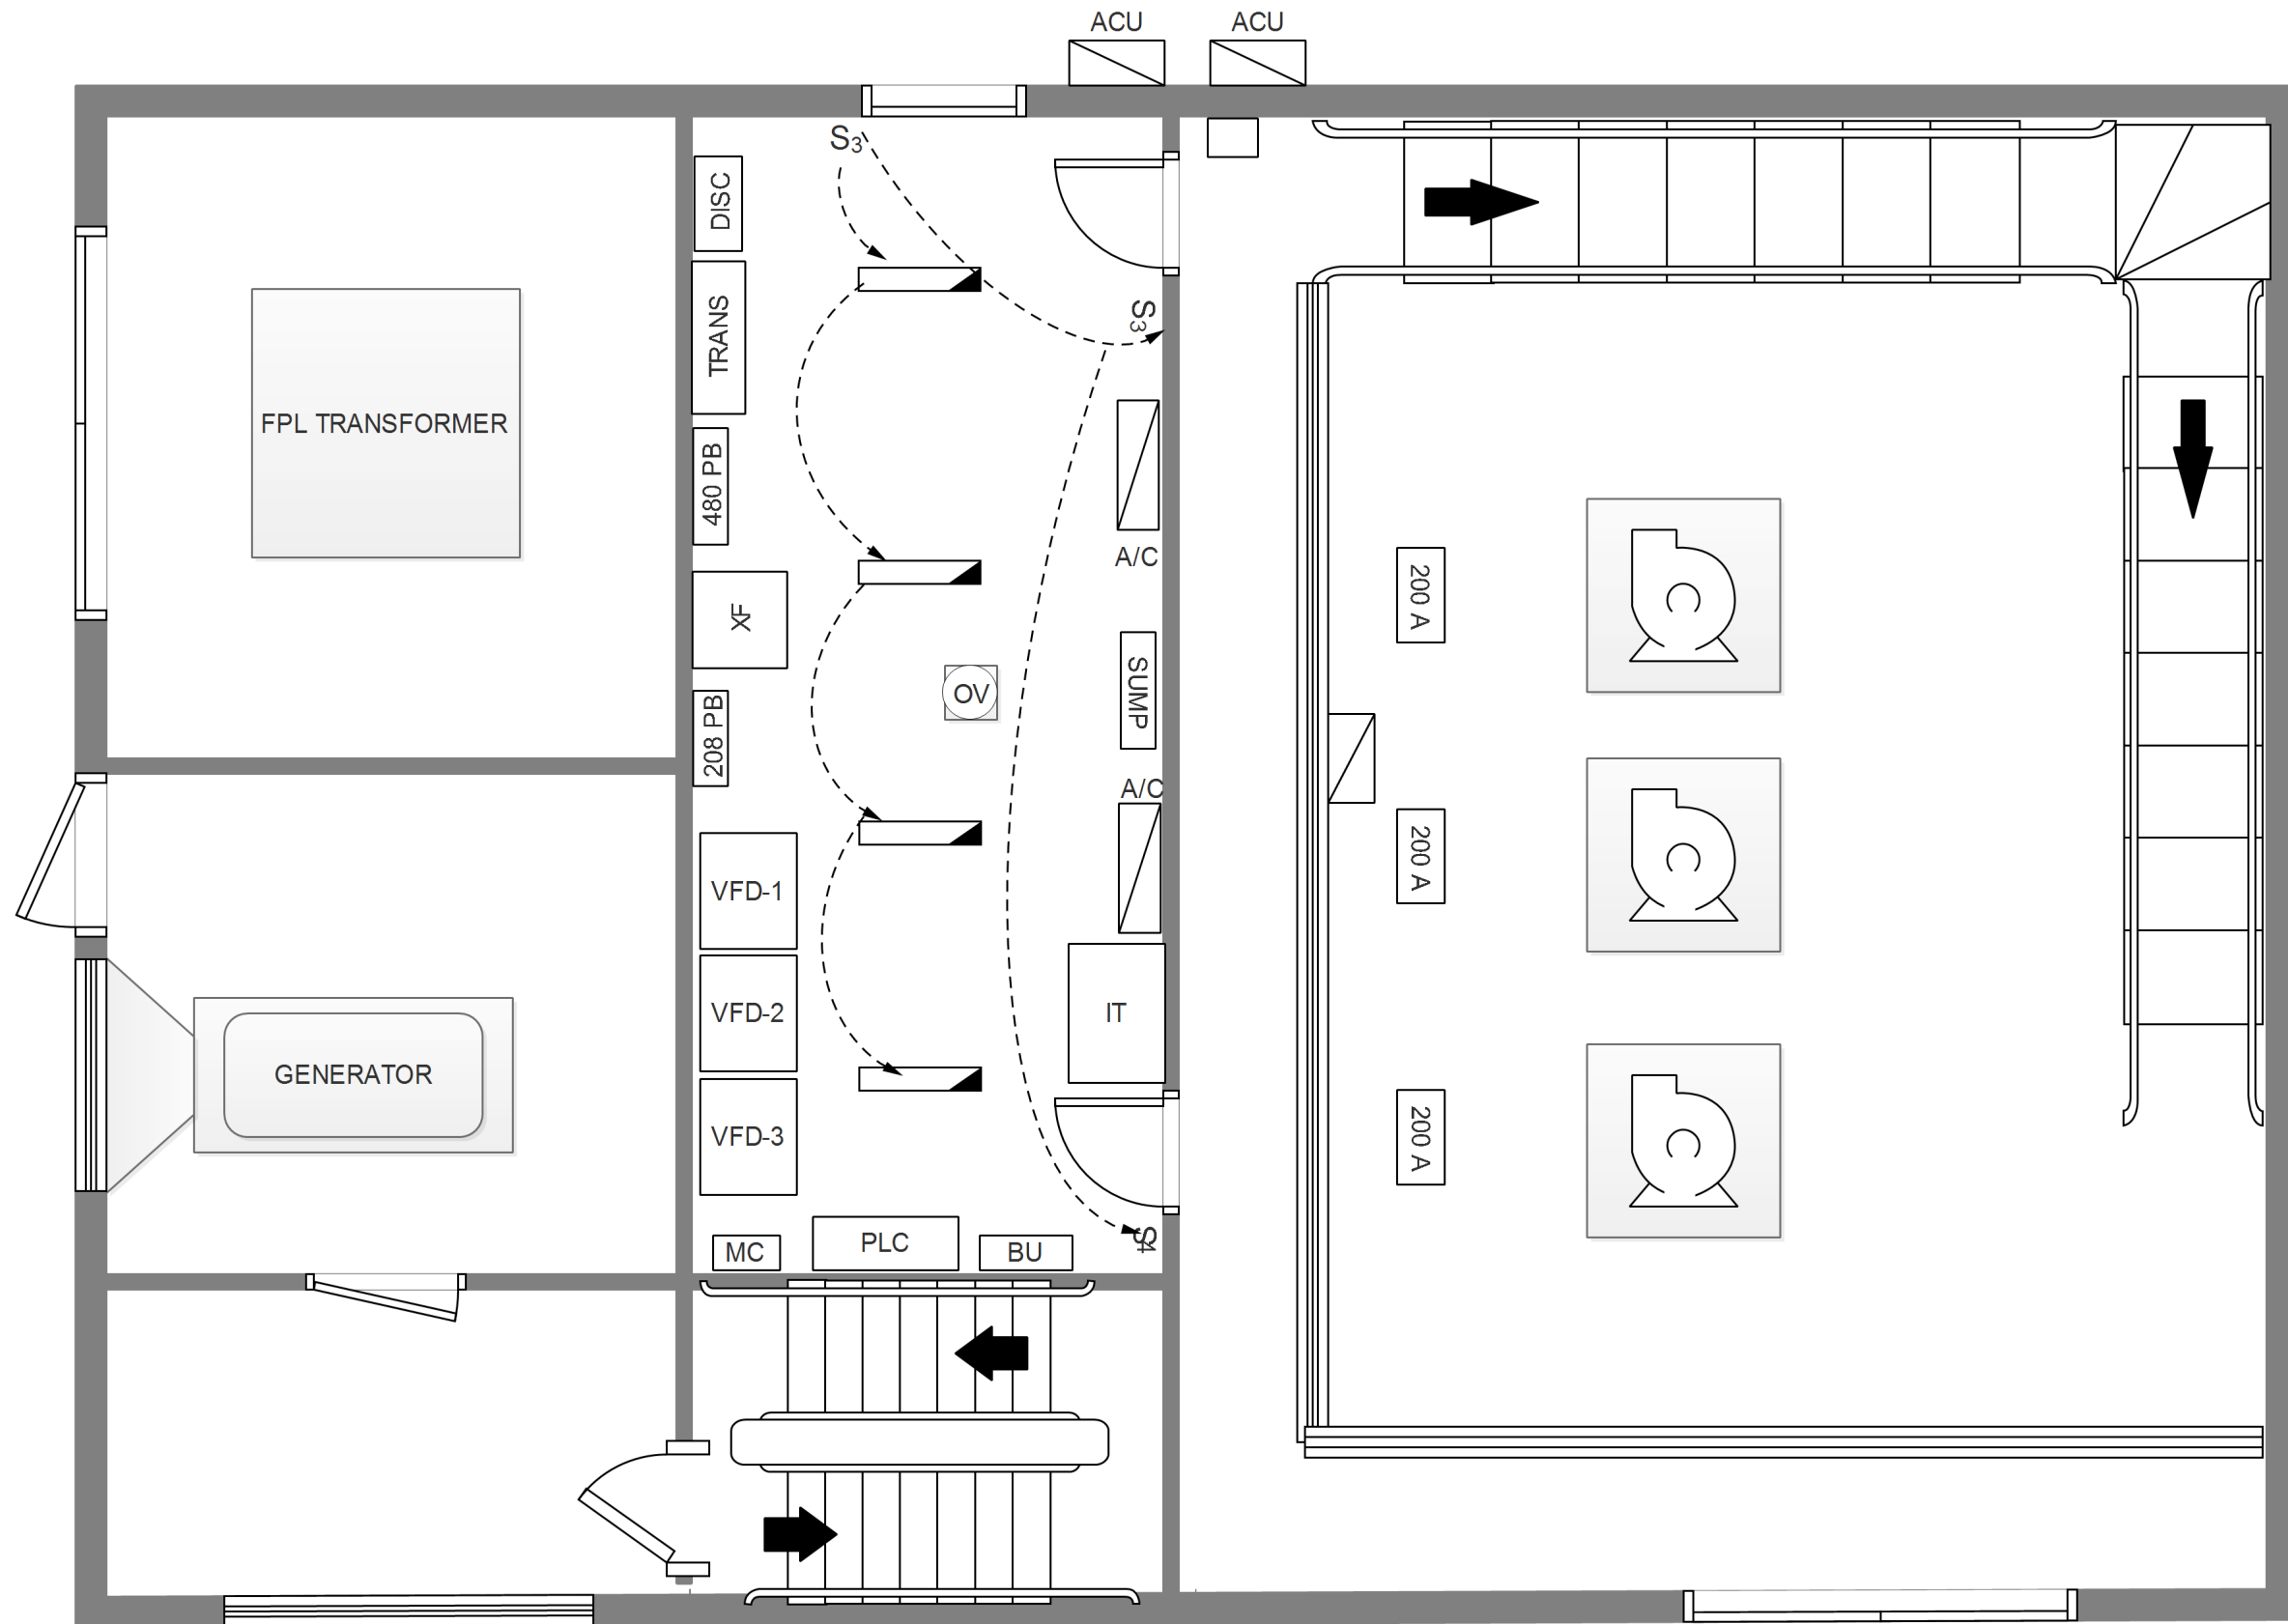 ACU
ACU
S3
DISC
TRANS
S3
FPL TRANSFORMER
480 PB
A/C
200 A
XF
SUMP
OV
208 PB
A/C
200 A
VFD-1
VFD-2
IT
GENERATOR
VFD-3
200 A
S4
MC
PLC
BU